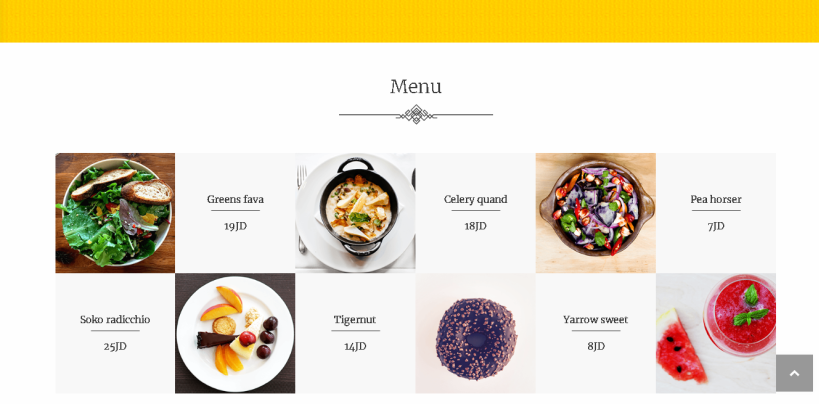 Menu
Greens fava
19JD
Celery quand
18JD
Pea horser
7JD
Soko radicchio
25JD
Tigernut
14JD
Yarrow sweet
8JD